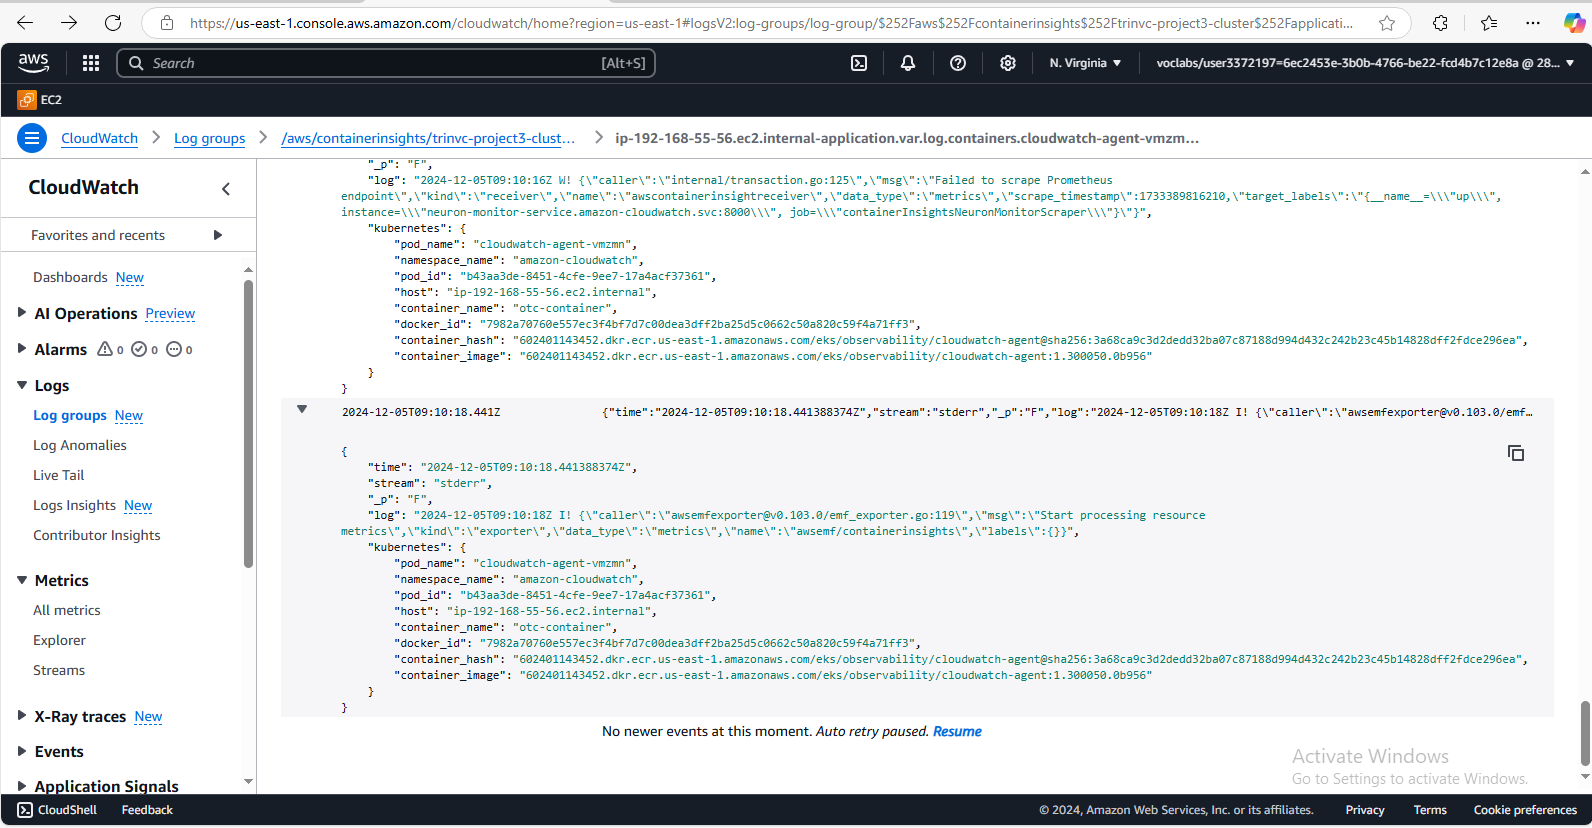 https://us-east-1.console.aws.amazon.com/cloudwatch/home?region=us-east-1#logsV2:log-groups/log-group/$252Faws$252Fcontainerinsights$252Ftrinvc-project3-cluster$252Fapplicati...
aws Search [Alt+S] N. Virginia voclabs/user3372197=6ec2453e-3b0b-4766-be22-fcd4b7c12e8a @ 28...
EC2
CloudWatch Log groups /aws/containerinsights/trinvc-project3-clust... ip-192-168-55-56.ec2.internal-application.var.log.containers.cloudwatch-agent-vmzm...
CloudWatch
Favorites and recents
Dashboards New
AI Operations Preview
Alarms 0 0 0
Logs
Log groups New
Log Anomalies
Live Tail
Logs Insights New
Contributor Insights
Metrics
All metrics
Explorer
Streams
X-Ray traces New
Events
Application Signals
"_p": "F",
"log": "2024-12-05T09:10:16Z W! {\"caller\":\"internal/transaction.go:125\",\"msg\":\"Failed to scrape Prometheus
endpoint\",\"kind\":\"receiver\",\"name\":\"awscontainerinsightreceiver\",\"data_type\":\"metrics\",\"scrape_timestamp\":1733389816210,\"target_labels\":\"{__name__=\\\"up\\\",
instance=\\\"neuron-monitor-service.amazon-cloudwatch.svc:8000\\\", job=\\\"containerInsightsNeuronMonitorScraper\\\"}\"}",
"kubernetes": {
"pod_name": "cloudwatch-agent-vmzmn",
"namespace_name": "amazon-cloudwatch",
"pod_id": "b43aa3de-8451-4cfe-9ee7-17a4acf37361",
"host": "ip-192-168-55-56.ec2.internal",
"container_name": "otc-container",
"docker_id": "7982a70760e557ec3f4bf7d7c00dea3dff2ba25d5c0662c50a820c59f4a71ff3",
"container_hash": "602401143452.dkr.ecr.us-east-1.amazonaws.com/eks/observability/cloudwatch-agent@sha256:3a68ca9c3d2dedd32ba07c87188d994d432c242b23c45b14828dff2fdce296ea",
"container_image": "602401143452.dkr.ecr.us-east-1.amazonaws.com/eks/observability/cloudwatch-agent:1.300050.0b956"
}
}
2024-12-05T09:10:18.441Z {"time":"2024-12-05T09:10:18.441388374Z","stream":"stderr","_p":"F","log":"2024-12-05T09:10:18Z I! {\"caller\":\"awsemfexporter@v0.103.0/emf...
{
"time": "2024-12-05T09:10:18.441388374Z",
"stream": "stderr",
"_p": "F",
"log": "2024-12-05T09:10:18Z I! {\"caller\":\"awsemfexporter@v0.103.0/emf_exporter.go:119\",\"msg\":\"Start processing resource
metrics\",\"kind\":\"exporter\",\"data_type\":\"metrics\",\"name\":\"awsemf/containerinsights\",\"labels\":{}}",
"kubernetes": {
"pod_name": "cloudwatch-agent-vmzmn",
"namespace_name": "amazon-cloudwatch",
"pod_id": "b43aa3de-8451-4cfe-9ee7-17a4acf37361",
"host": "ip-192-168-55-56.ec2.internal",
"container_name": "otc-container",
"docker_id": "7982a70760e557ec3f4bf7d7c00dea3dff2ba25d5c0662c50a820c59f4a71ff3",
"container_hash": "602401143452.dkr.ecr.us-east-1.amazonaws.com/eks/observability/cloudwatch-agent@sha256:3a68ca9c3d2dedd32ba07c87188d994d432c242b23c45b14828dff2fdce296ea",
"container_image": "602401143452.dkr.ecr.us-east-1.amazonaws.com/eks/observability/cloudwatch-agent:1.300050.0b956"
}
}
No newer events at this moment. Auto retry paused. Resume
Activate Windows
Go to Settings to activate Windows.
CloudShell Feedback © 2024, Amazon Web Services, Inc. or its affiliates. Privacy Terms Cookie preferences